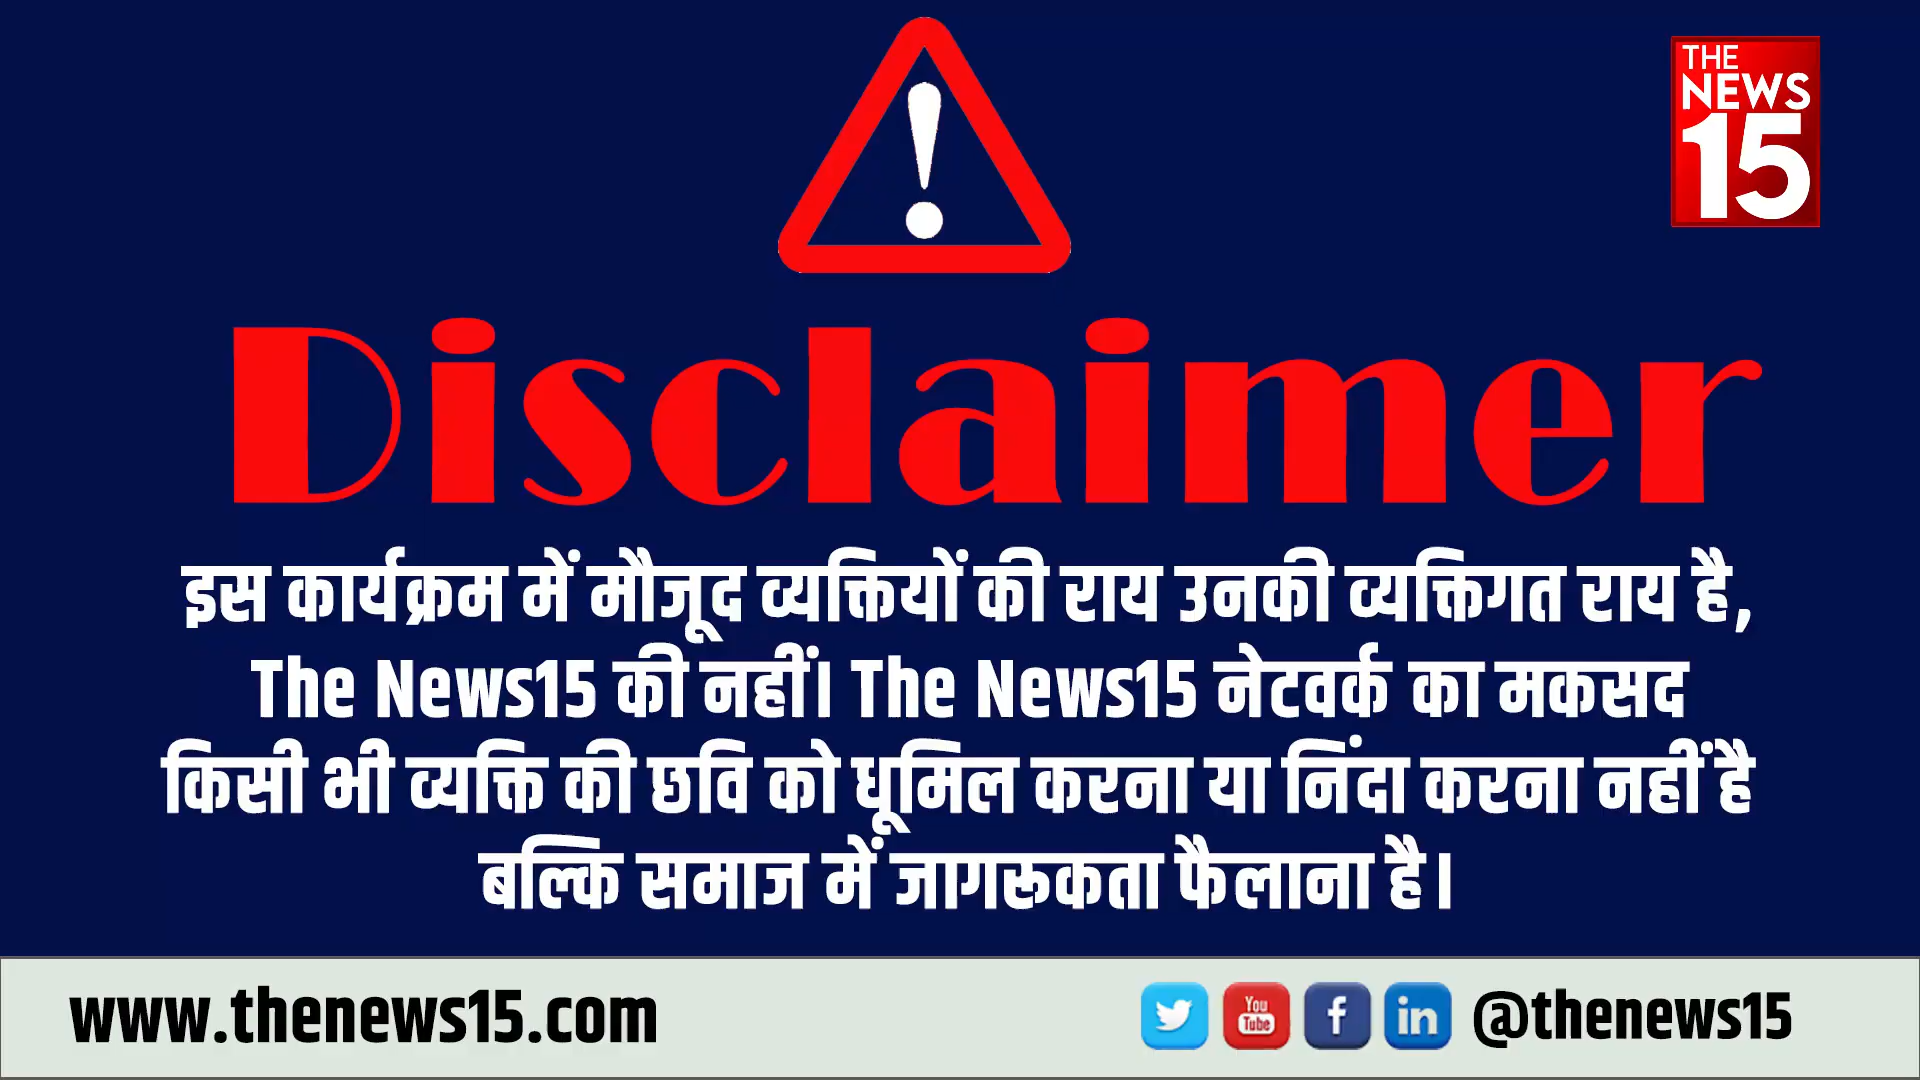 THE
NEWS
15
Disclaimer
इस कार्यक्रम में मौजूद व्यक्तियों की राय उनकी व्यक्तिगत राय है,
The News15 की नहीं। The News15 नेटवर्क का मकसद
किसी भी व्यक्ति की छवि को धूमिल करना या निंदा करना नहीं है
बल्कि समाज में जागरूकता फैलाना है।
www.thenews15.com
You
Tube
@thenews15